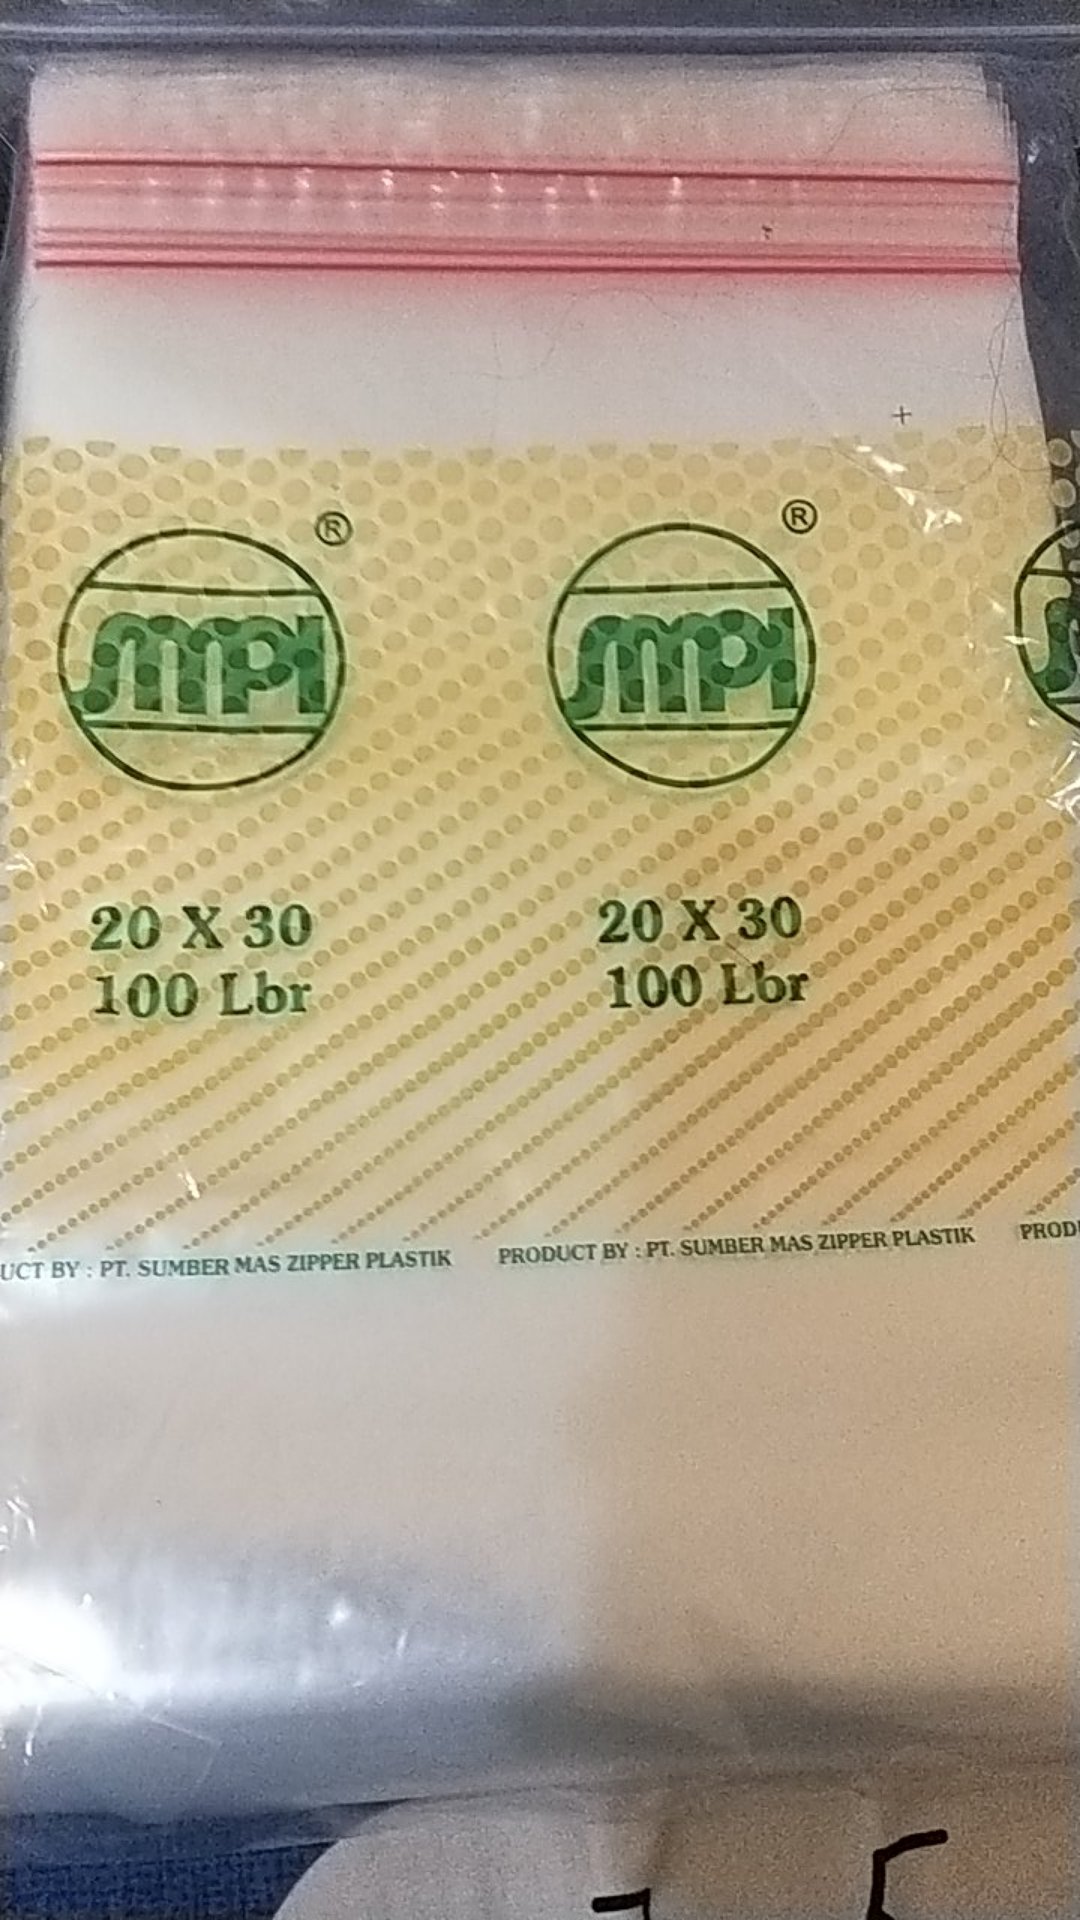 ® ®
SMPI SMPI
20 X 30 20 X 30
100 Lbr 100 Lbr
UCT BY : PT. SUMBER MAS ZIPPER PLASTIK PRODUCT BY : PT. SUMBER MAS ZIPPER PLASTIK PROD